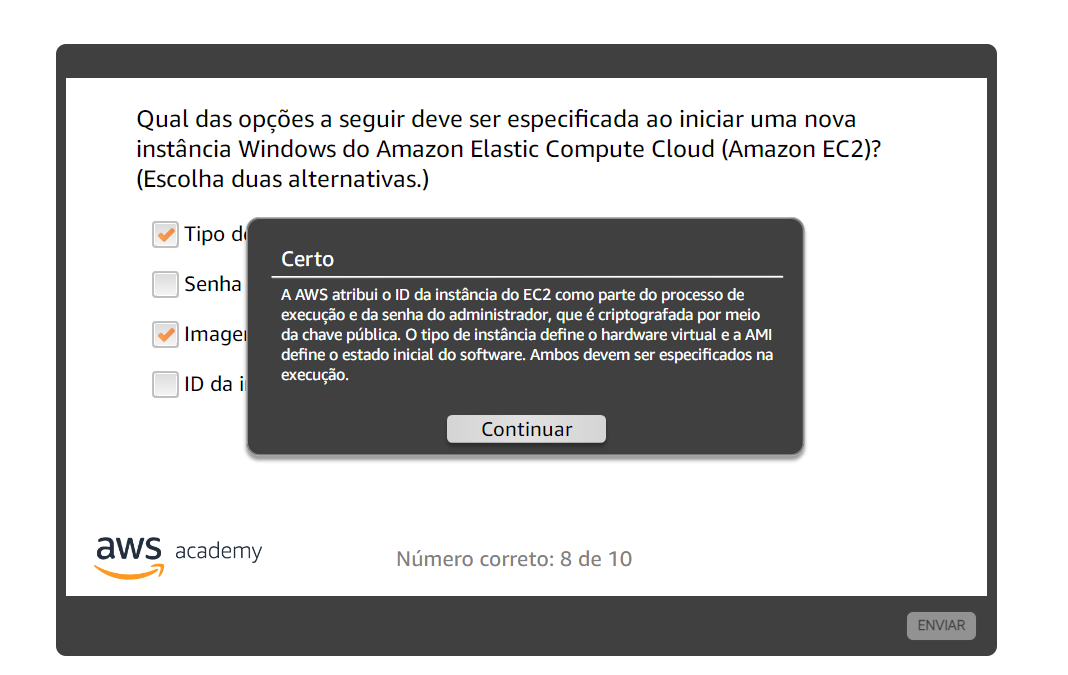 Qual das opções a seguir deve ser especificada ao iniciar uma nova
instância Windows do Amazon Elastic Compute Cloud (Amazon EC2)?
(Escolha duas alternativas.)
Tipo
Senha
ID da
Certo
A AWS atribui o ID da instância do EC2 como parte do processo de
execução e da senha do administrador, que é criptografada por meio
da chave pública. O tipo de instância define o hardware virtual e a AMI
define o estado inicial do software. Ambos devem ser especificados na
execução.
Continuar
aws academy
Número correto: 8 de 10
ENVIAR